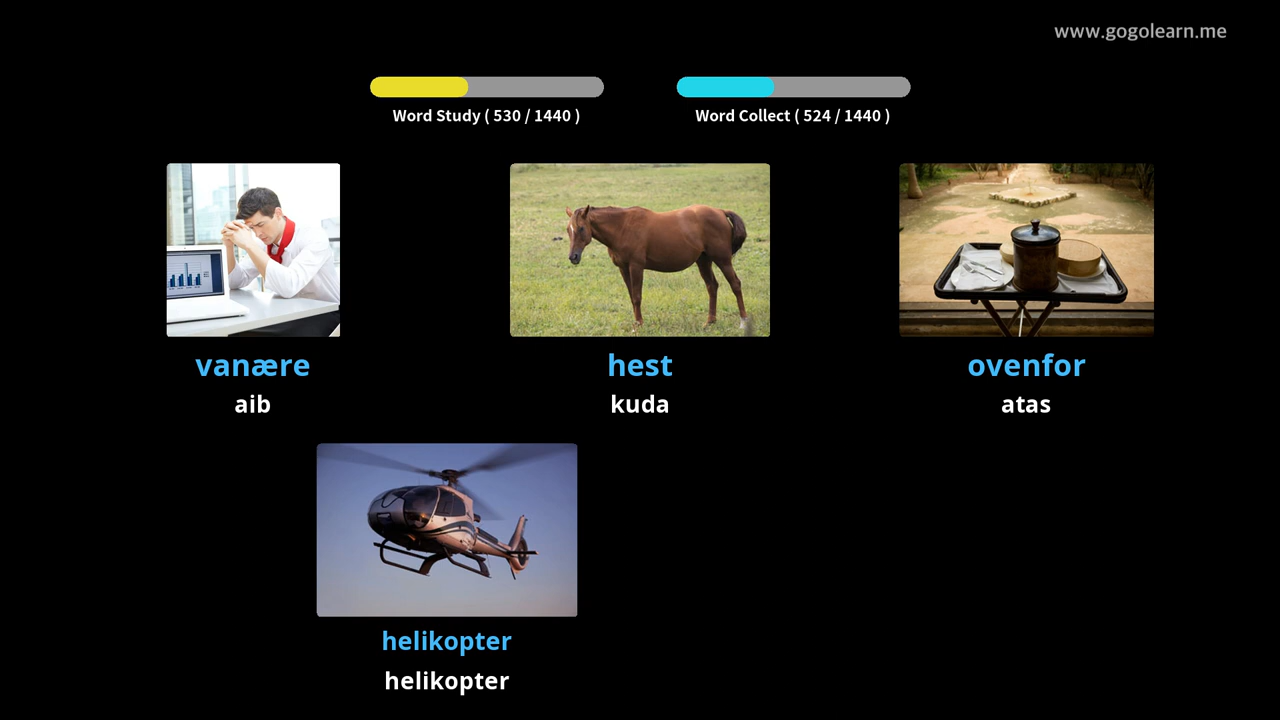 www.gogolearn.me
Word Study ( 530 / 1440 )
Word Collect ( 524 / 1440 )
vanære
aib
hest
kuda
ovenfor
atas
helikopter
helikopter